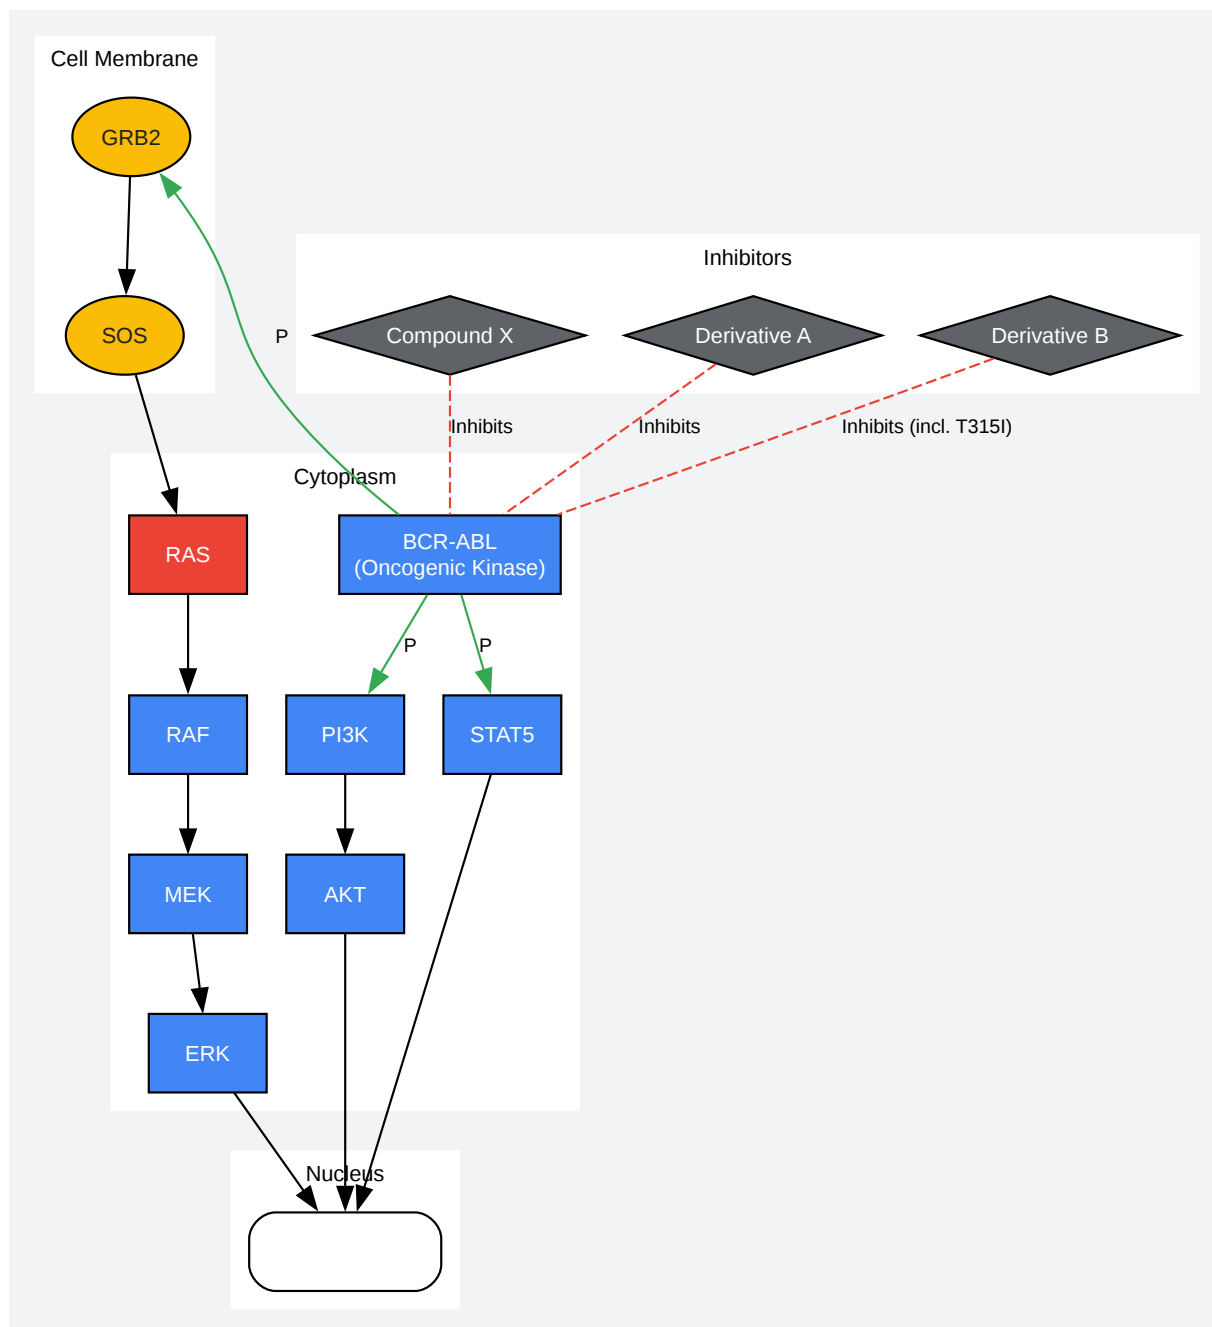 Cell Membrane
GRB2
Inhibitors
SOS
P
Compound X
Derivative A
Derivative B
Inhibits
Inhibits
Inhibits (incl. T315I)
Cytoplasm
RAS
BCR-ABL
(Oncogenic Kinase)
P
P
RAF
PI3K
STAT5
MEK
AKT
ERK
Nucleus